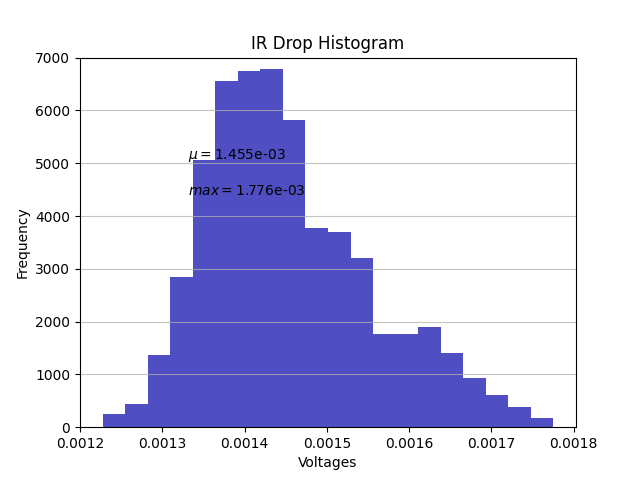 IR Drop Histogram
7000
6000
5000
4000
3000
2000
1000
0
Frequency
μ = 1.455e-03
max = 1.776e-03
0.0012 0.0013 0.0014 0.0015 0.0016 0.0017 0.0018
Voltages